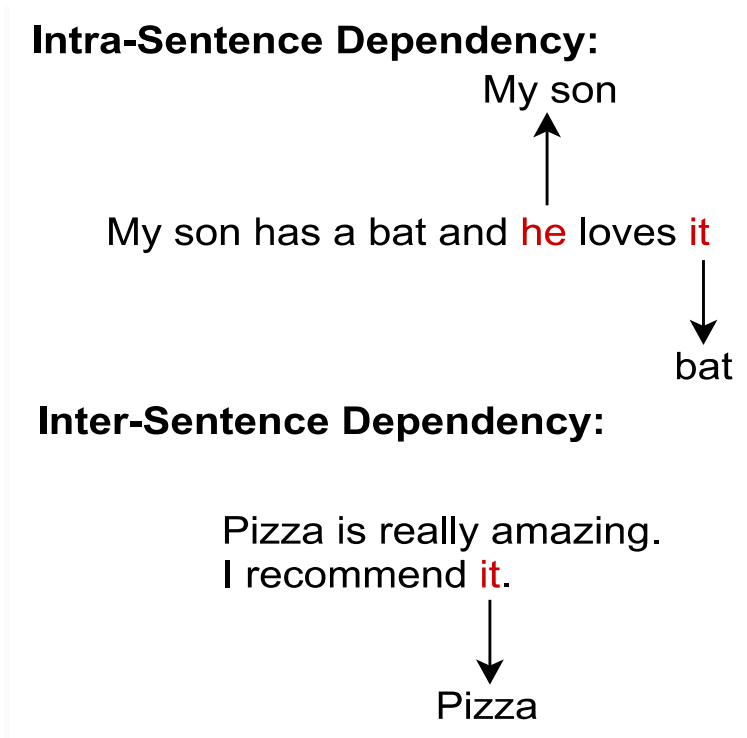 Intra-Sentence Dependency:
My son
My son has a bat and he loves it
bat
Inter-Sentence Dependency:
Pizza is really amazing.
I recommend it.
Pizza